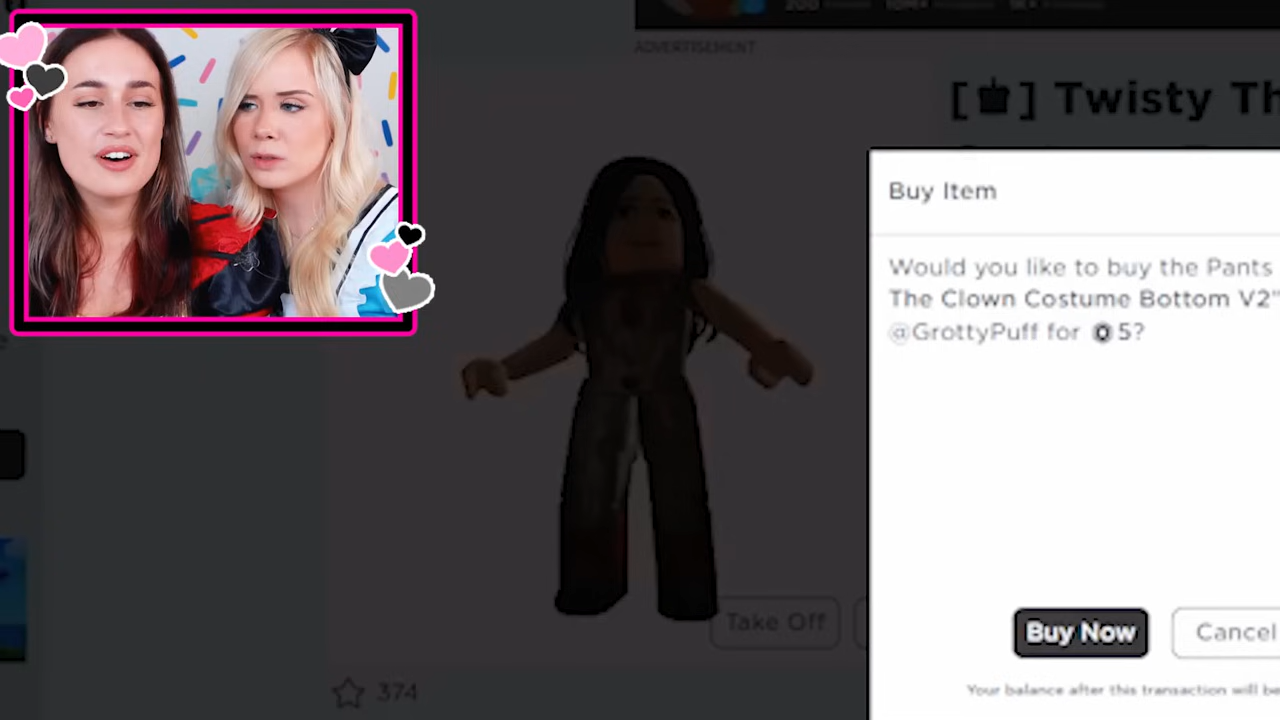 ADVERTISEMENT
[ ] Twisty Th
Buy Item
Would you like to buy the Pants
The Clown Costume Bottom V2"
@GrottyPuff for 5?
Take Off
Buy Now
Cancel
374
Your balance after this transaction will be